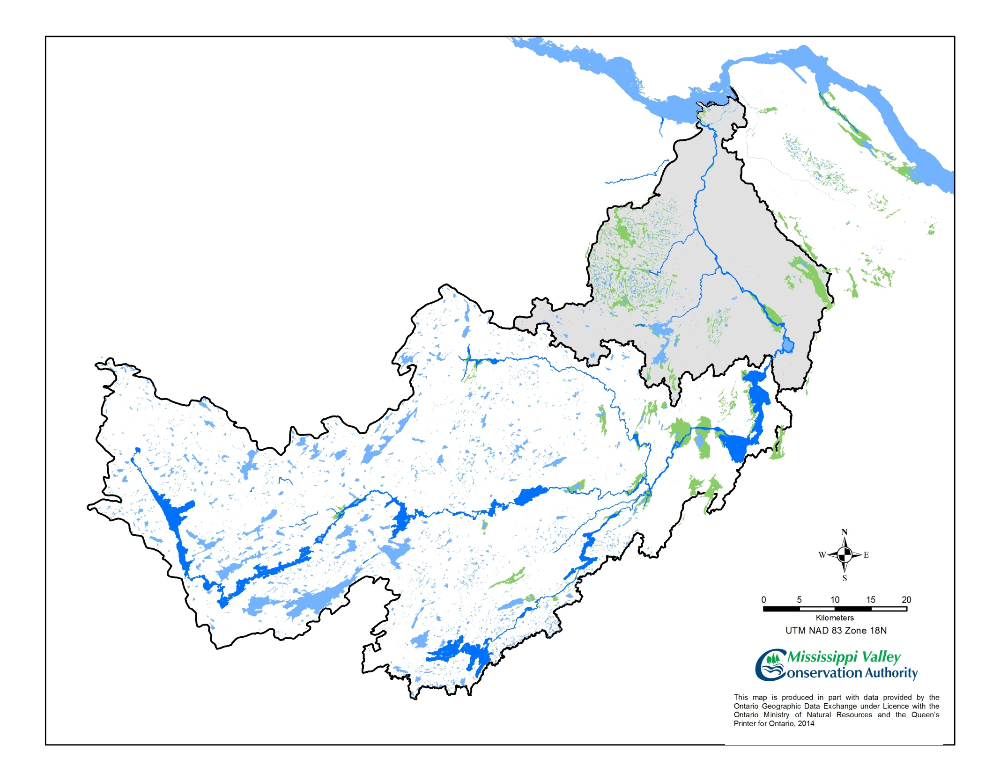 N
W E
S
0 5 10 15 20
Kilometers
UTM NAD 83 Zone 18N
Mississippi Valley
Conservation Authority
This map is produced in part with data provided by the
Ontario Geographic Data Exchange under Licence with the
Ontario Ministry of Natural Resources and the Queen's
Printer for Ontario, 2014